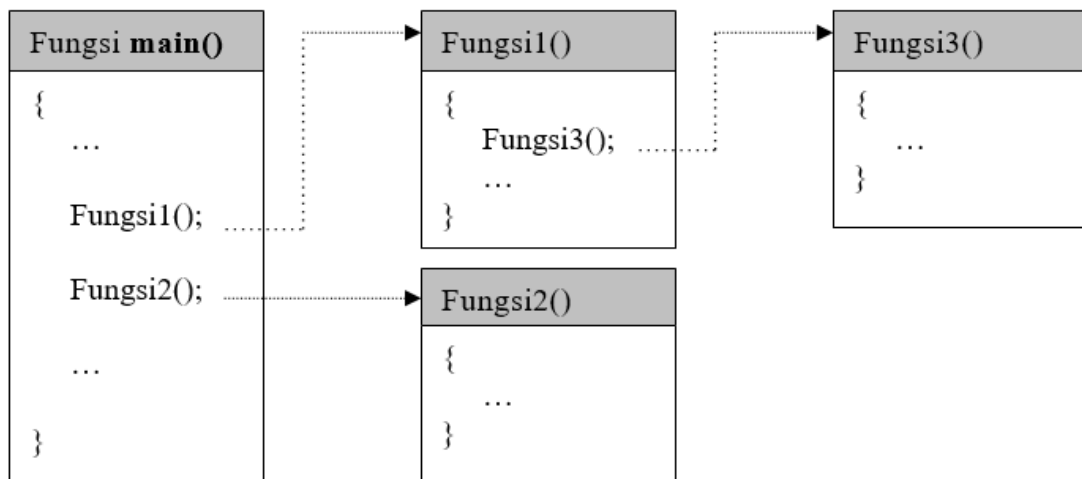 Fungsi main()
{
...
Fungsi1();
Fungsi2();
...
}
Fungsi1()
{
Fungsi3();
...
}
Fungsi2()
{
...
}
Fungsi3()
{
...
}